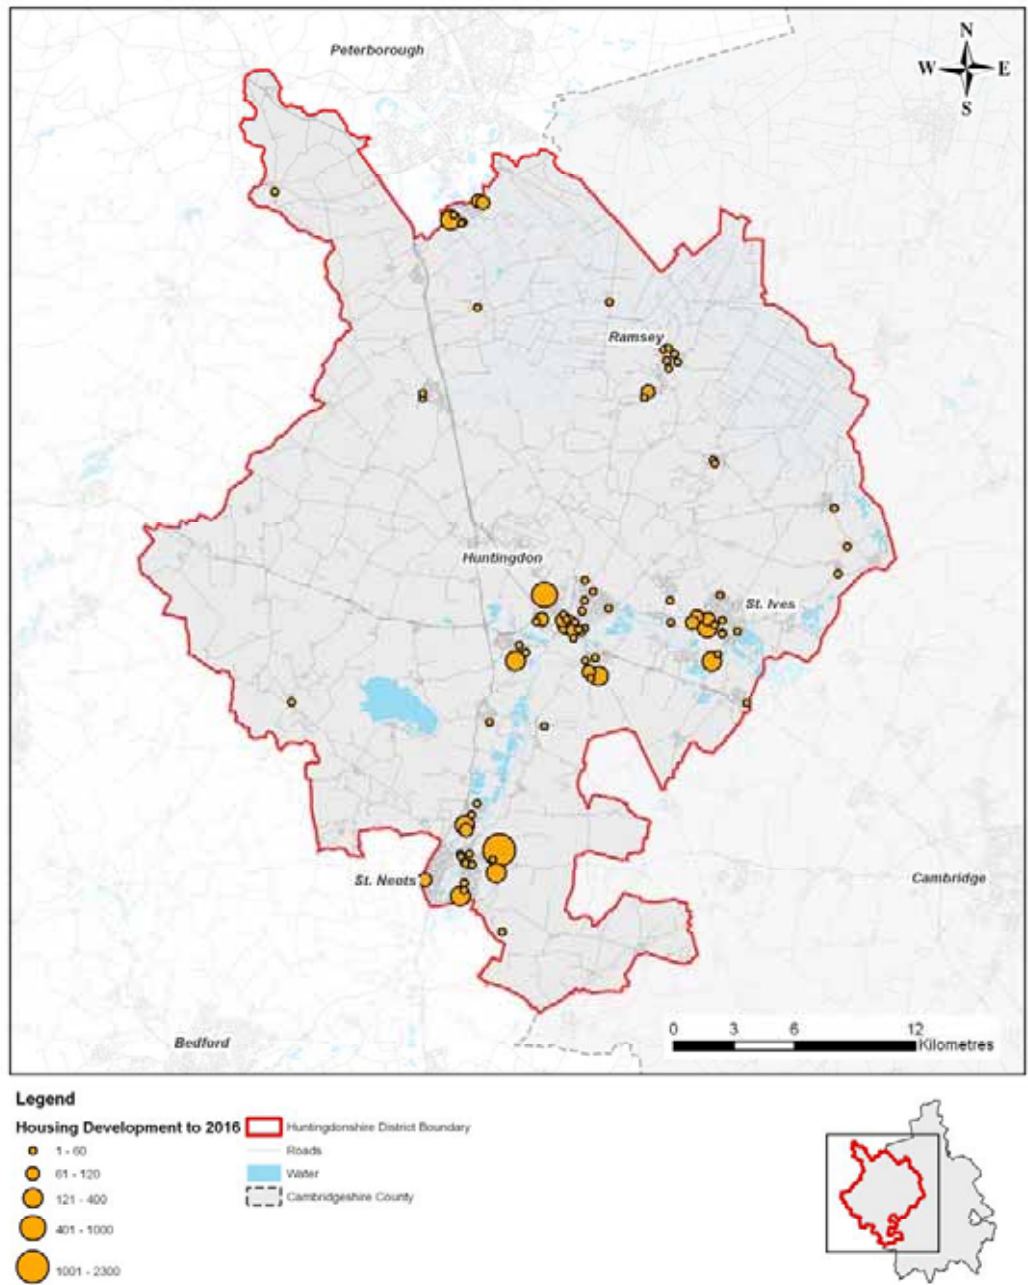 Peterborough
N
W E
S
Ramsey
Huntingdon
St. Ives
St. Neots
Cambridge
Bedford
0 3 6 12
Kilometres
Legend
Housing Development to 2016
1 - 60
61 - 120
121 - 400
401 - 1000
1001 - 2300
Huntingdonshire District Boundary
Roads
Water
Cambridgeshire County